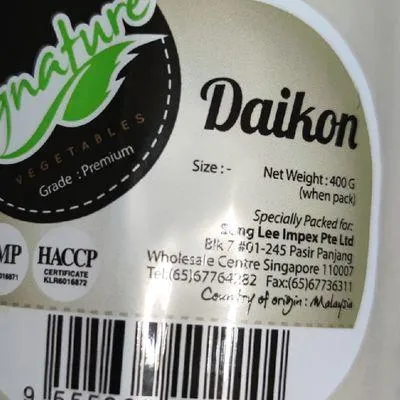 gnature
VEGETABLES
Grade : Premium
Daikon
Size : -
Net Weight : 400 G
(when pack)
Specially Packed for:
Sung Lee Impex Pte Ltd
Blk 7 #01-245 Pasir Panjang
Wholesale Centre Singapore 110007
Tel:(65)67764282 Fax:(65)67736311
Country of origin : Malaysia
MP
HACCP
CERTIFICATE
KLR6016872
016871